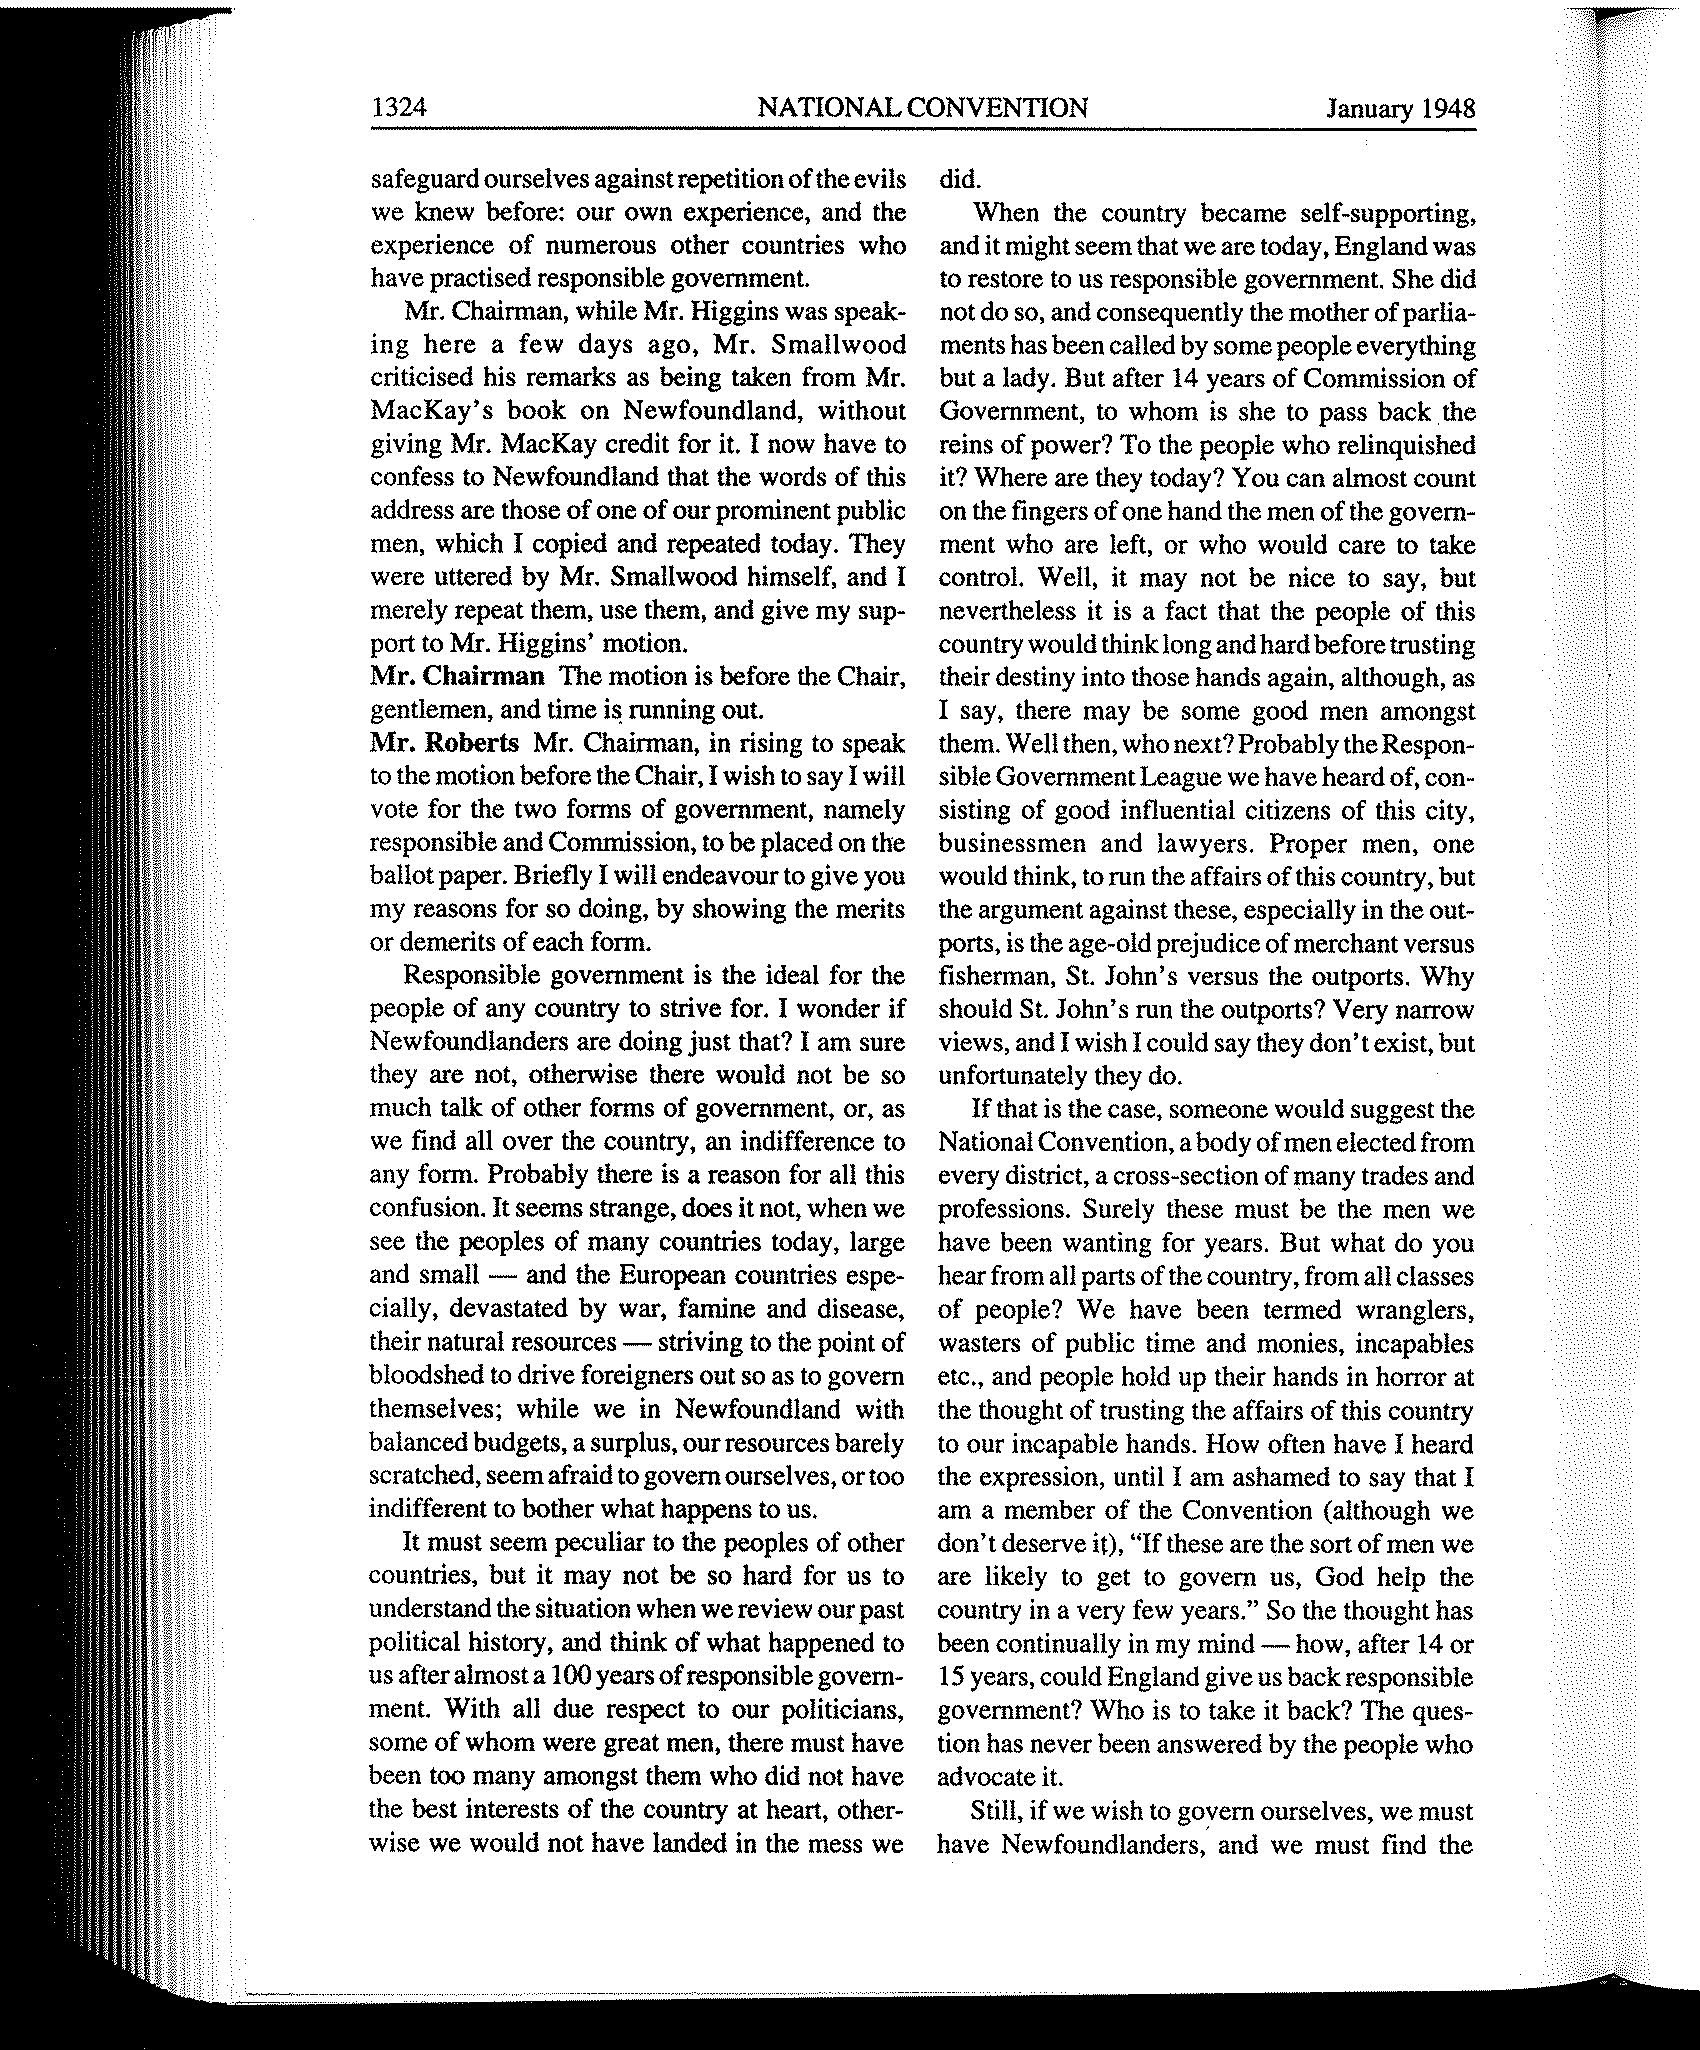 1324 NATIONAL CONVENTION January 1948
safeguard ourselves against repetition of the evils
we knew before: our own experience, and the
experience of numerous other countries who
have practised responsible government.
Mr. Chairman, while Mr. Higgins was speak-
ing here a few days ago, Mr. Smallwood
criticised his remarks as being taken from Mr.
MacKay's book on Newfoundland, without
giving Mr. MacKay credit for it. I now have to
confess to Newfoundland that the words of this
address are those of one of our prominent public
men, which I copied and repeated today. They
were uttered by Mr. Smallwood himself, and I
merely repeat them, use them, and give my sup-
port to Mr. Higgins' motion.
Mr. Chairman The motion is before the Chair,
gentlemen, and time is running out.
Mr. Roberts Mr. Chairman, in rising to speak
to the motion before the Chair, I wish to say I will
vote for the two forms of government, namely
responsible and Commission, to be placed on the
ballot paper. Briefly I will endeavour to give you
my reasons for so doing, by showing the merits
or demerits of each form.
Responsible government is the ideal for the
people of any country to strive for. I wonder if
Newfoundlanders are doing just that? I am sure
they are not, otherwise there would not be so
much talk of other forms of government, or, as
we find all over the country, an indifference to
any form. Probably there is a reason for all this
confusion. It seems strange, does it not, when we
see the peoples of many countries today, large
and small — and the European countries espe-
cially, devastated by war, famine and disease,
their natural resources — striving to the point of
bloodshed to drive foreigners out so as to govern
themselves; while we in Newfoundland with
balanced budgets, a surplus, our resources barely
scratched, seem afraid to govern ourselves, or too
indifferent to bother what happens to us.
It must seem peculiar to the peoples of other
countries, but it may not be so hard for us to
understand the situation when we review our past
political history, and think of what happened to
us after almost a 100 years of responsible govern-
ment. With all due respect to our politicians,
some of whom were great men, there must have
been too many amongst them who did not have
the best interests of the country at heart, other-
wise we would not have landed in the mess we
did.
When the country became self-supporting,
and it might seem that we are today, England was
to restore to us responsible government. She did
not do so, and consequently the mother of parlia-
ments has been called by some people everything
but a lady. But after 14 years of Commission of
Government, to whom is she to pass back the
reins of power? To the people who relinquished
it? Where are they today? You can almost count
on the fingers of one hand the men of the govern-
ment who are left, or who would care to take
control. Well, it may not be nice to say, but
nevertheless it is a fact that the people of this
country would think long and hard before trusting
their destiny into those hands again, although, as
I say, there may be some good men amongst
them. Well then, who next? Probably the Respon-
sible Government League we have heard of, con-
sisting of good influential citizens of this city,
businessmen and lawyers. Proper men, one
would think, to run the affairs of this country, but
the argument against these, especially in the out-
ports, is the age-old prejudice of merchant versus
fisherman, St. John's versus the outports. Why
should St. John's run the outports? Very narrow
views, and I wish I could say they don't exist, but
unfortunately they do.
If that is the case, someone would suggest the
National Convention, a body of men elected from
every district, a cross-section of many trades and
professions. Surely these must be the men we
have been wanting for years. But what do you
hear from all parts of the country, from all classes
of people? We have been termed wranglers,
wasters of public time and monies, incapables
etc., and people hold up their hands in horror at
the thought of trusting the affairs of this country
to our incapable hands. How often have I heard
the expression, until I am ashamed to say that I
am a member of the Convention (although we
don't deserve it), “If these are the sort of men we
are likely to get to govern us, God help the
country in a very few years.” So the thought has
been continually in my mind — how, after 14 or
15 years, could England give us back responsible
government? Who is to take it back? The ques-
tion has never been answered by the people who
advocate it.
Still, if we wish to govern ourselves, we must
have Newfoundlanders, and we must find the